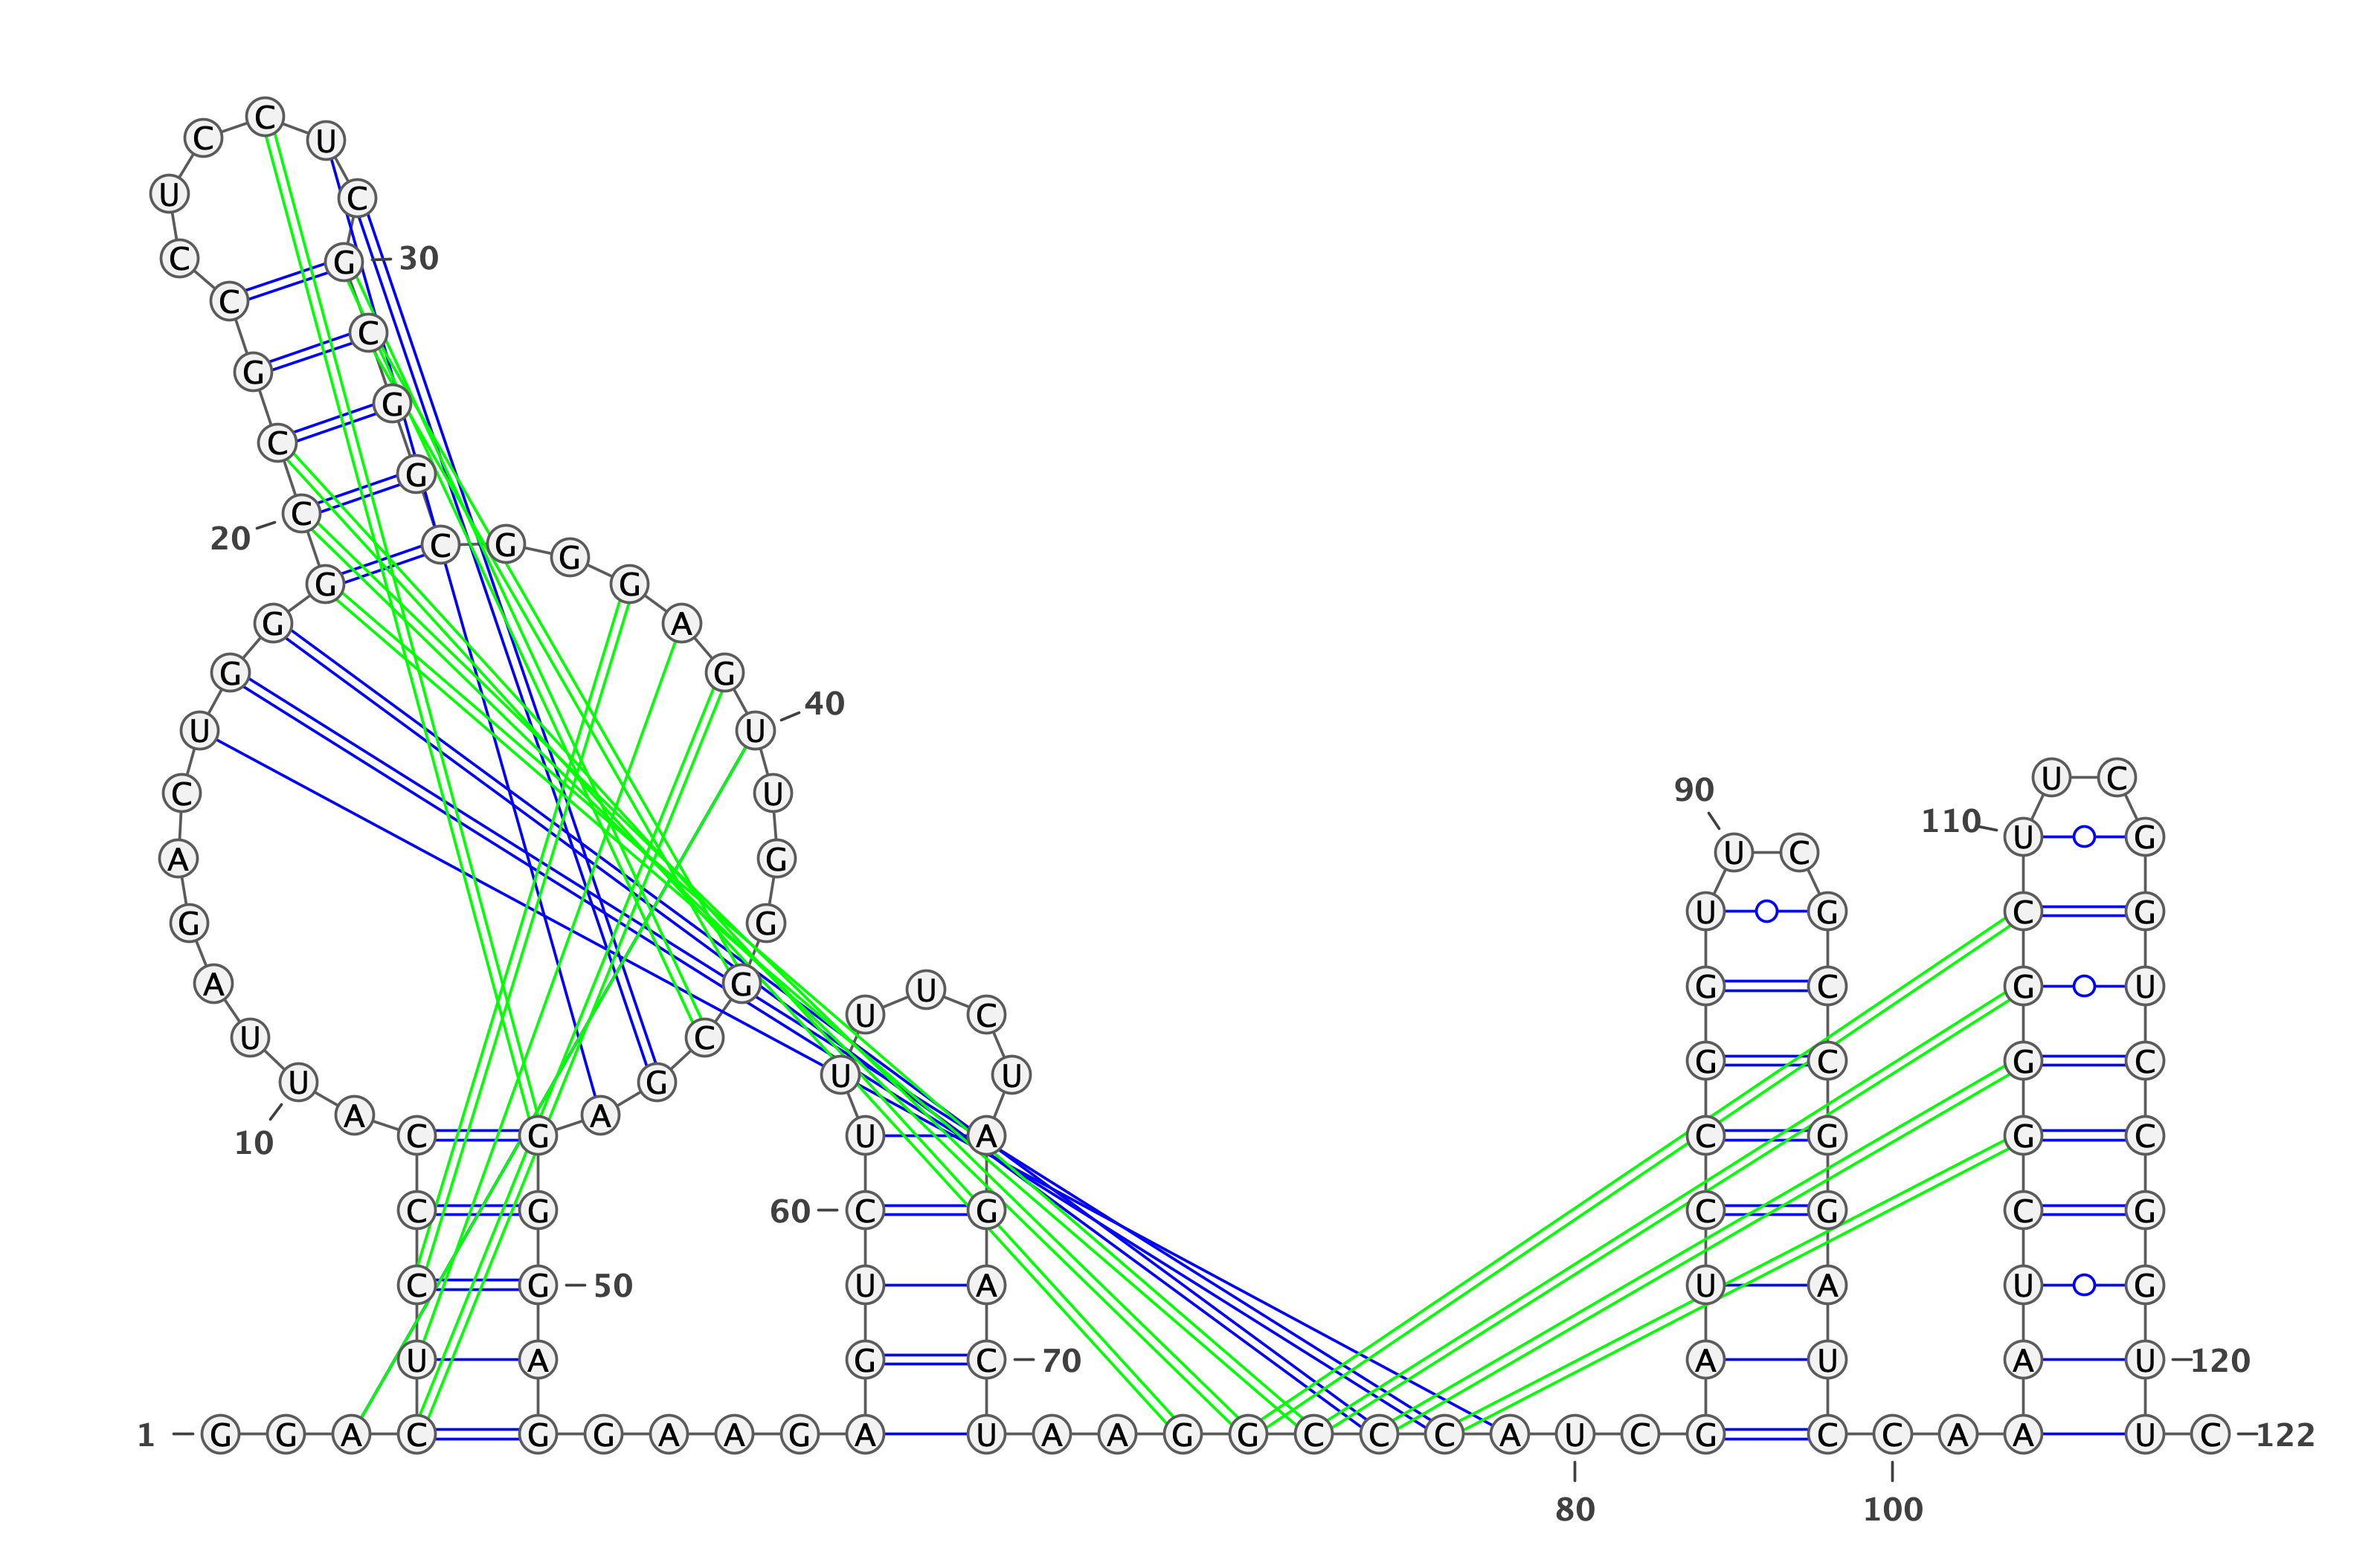 C
C U
U C
C G 30
C
C
G
G
C
G
C
20 C G G
G G
G A
G G
40
U U
U C
90
C U
110
U G
U C
A G
U G C G
G G
A G U G C G U
U C
U C
G C G C
U U
U G
A A
C G U A C G G C
10
C G 60 C G C G C G
C G 50 U A U A U G
U A G C 70 A U A U 120
1 G G A C G G A A G A U A A G G C C C A U C G C C A A U C 122
80 100